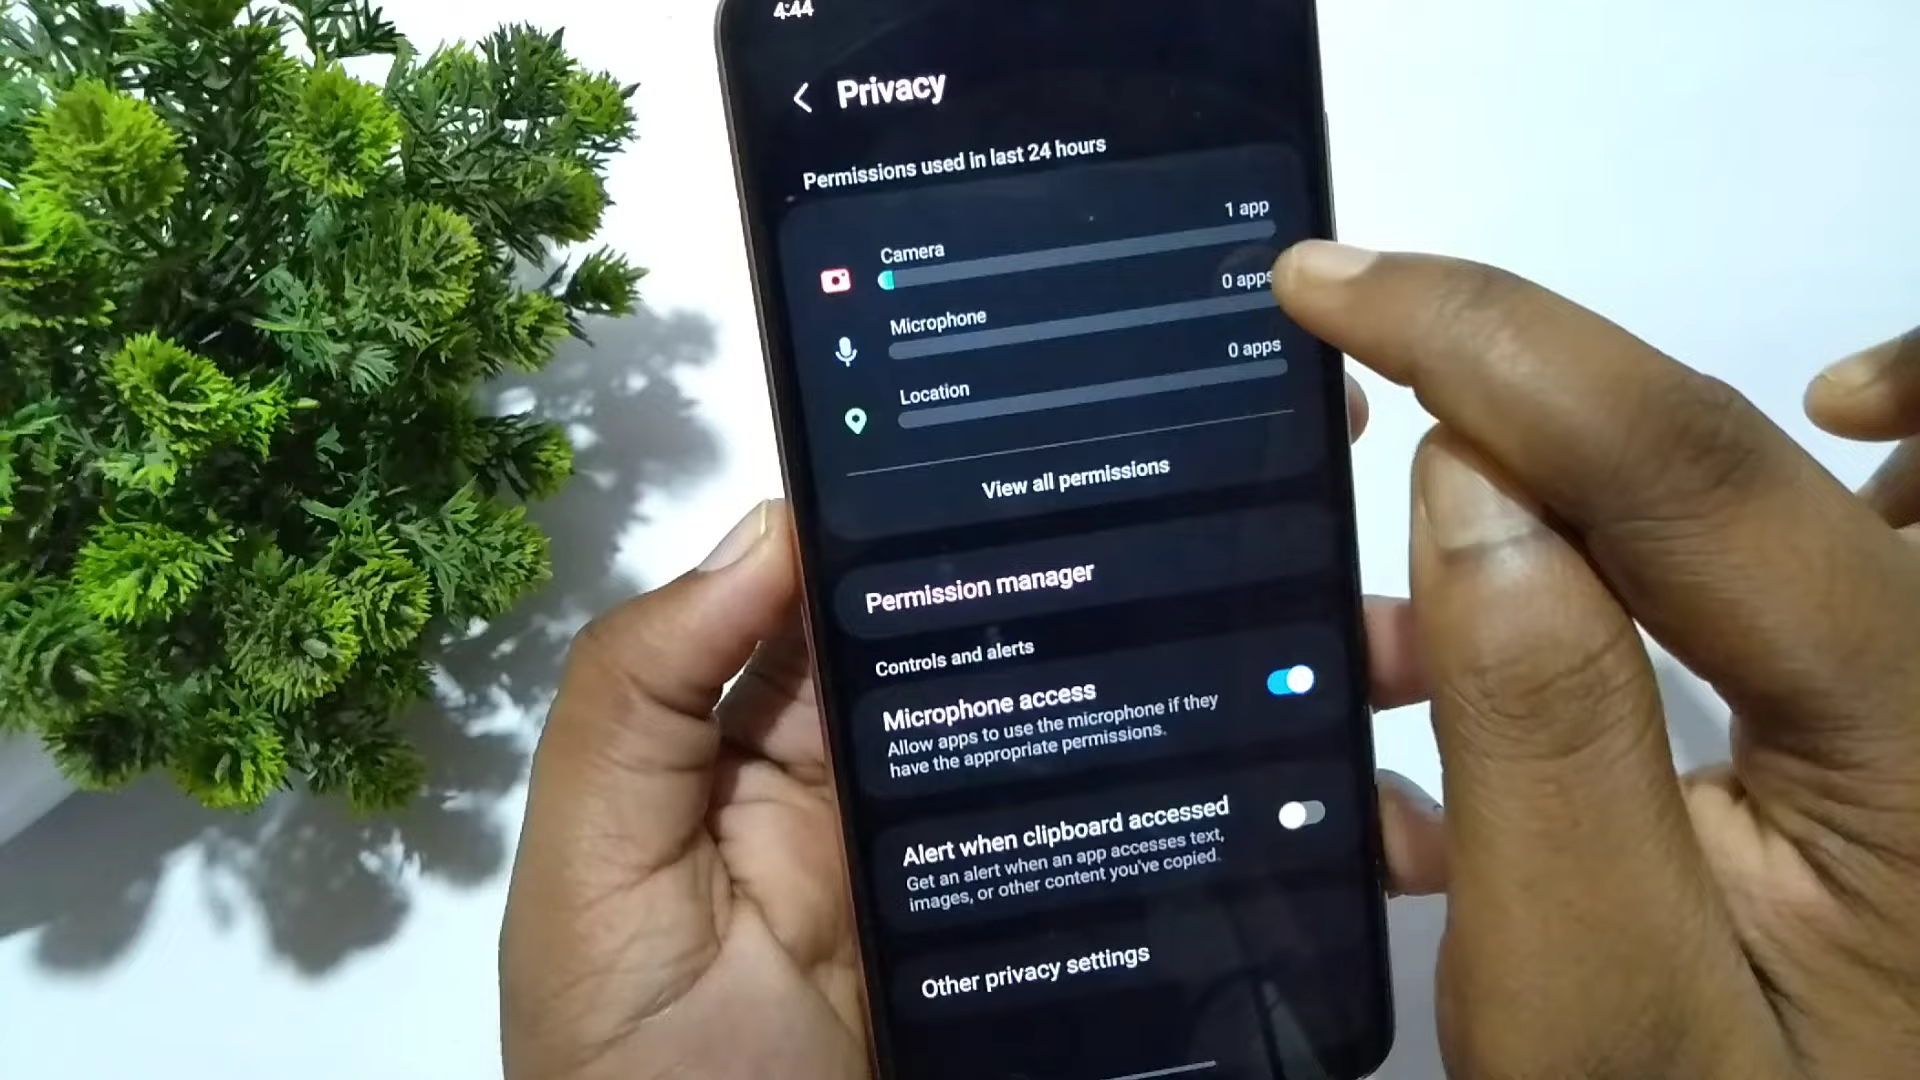 4:44
Privacy
Permissions used in last 24 hours
Camera
1 app
Microphone
0 apps
Location
0 apps
View all permissions
Permission manager
Controls and alerts
Microphone access
Allow apps to use the microphone if they
have the appropriate permissions.
Alert when clipboard accessed
Get an alert when an app accesses text,
images, or other content you've copied.
Other privacy settings